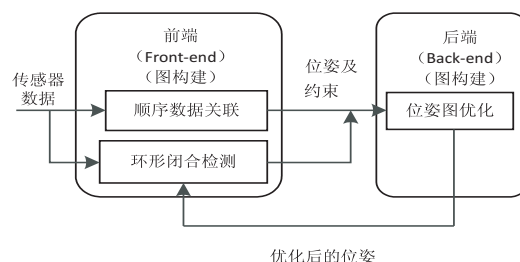 前端
（Front-end）
（图构建）
传感器
数据
顺序数据关联
环形闭合检测
位姿及
约束
后端
（Back-end）
（图构建）
位姿图优化
优化后的位姿